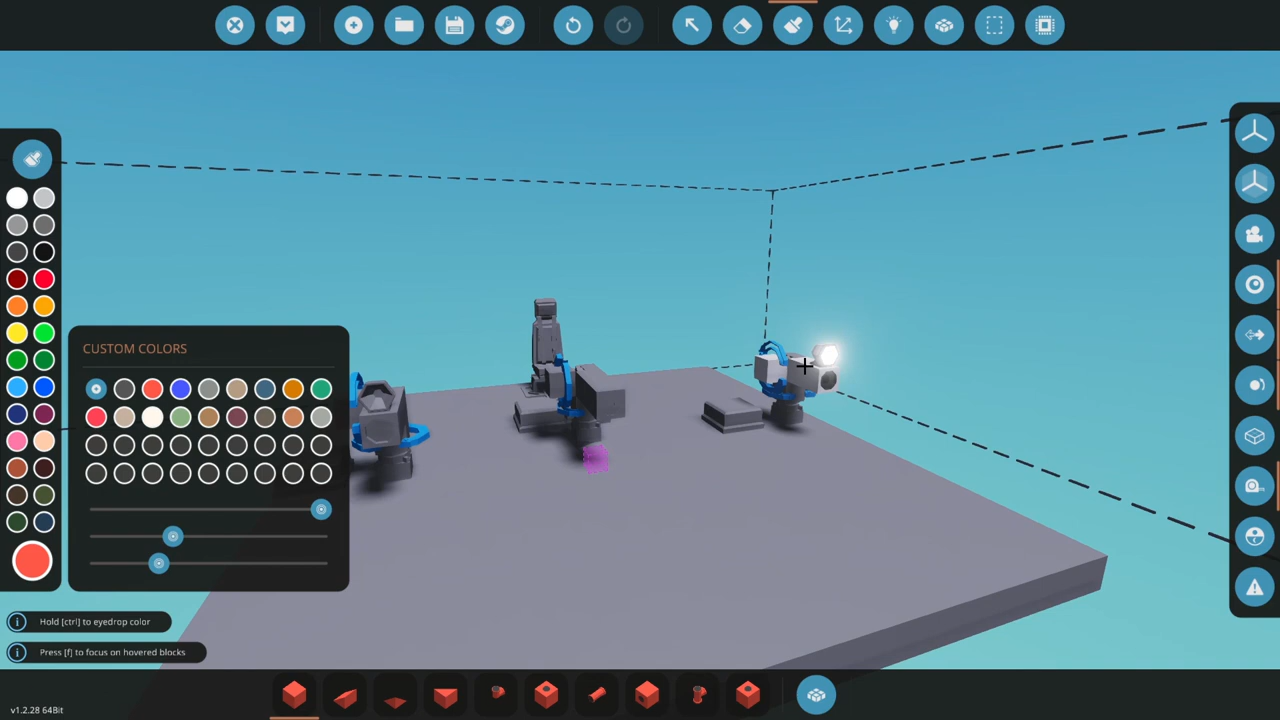 CUSTOM COLORS
Hold [ctrl] to eyedrop color
Press [f] to focus on hovered blocks
v1.2.28 64Bit